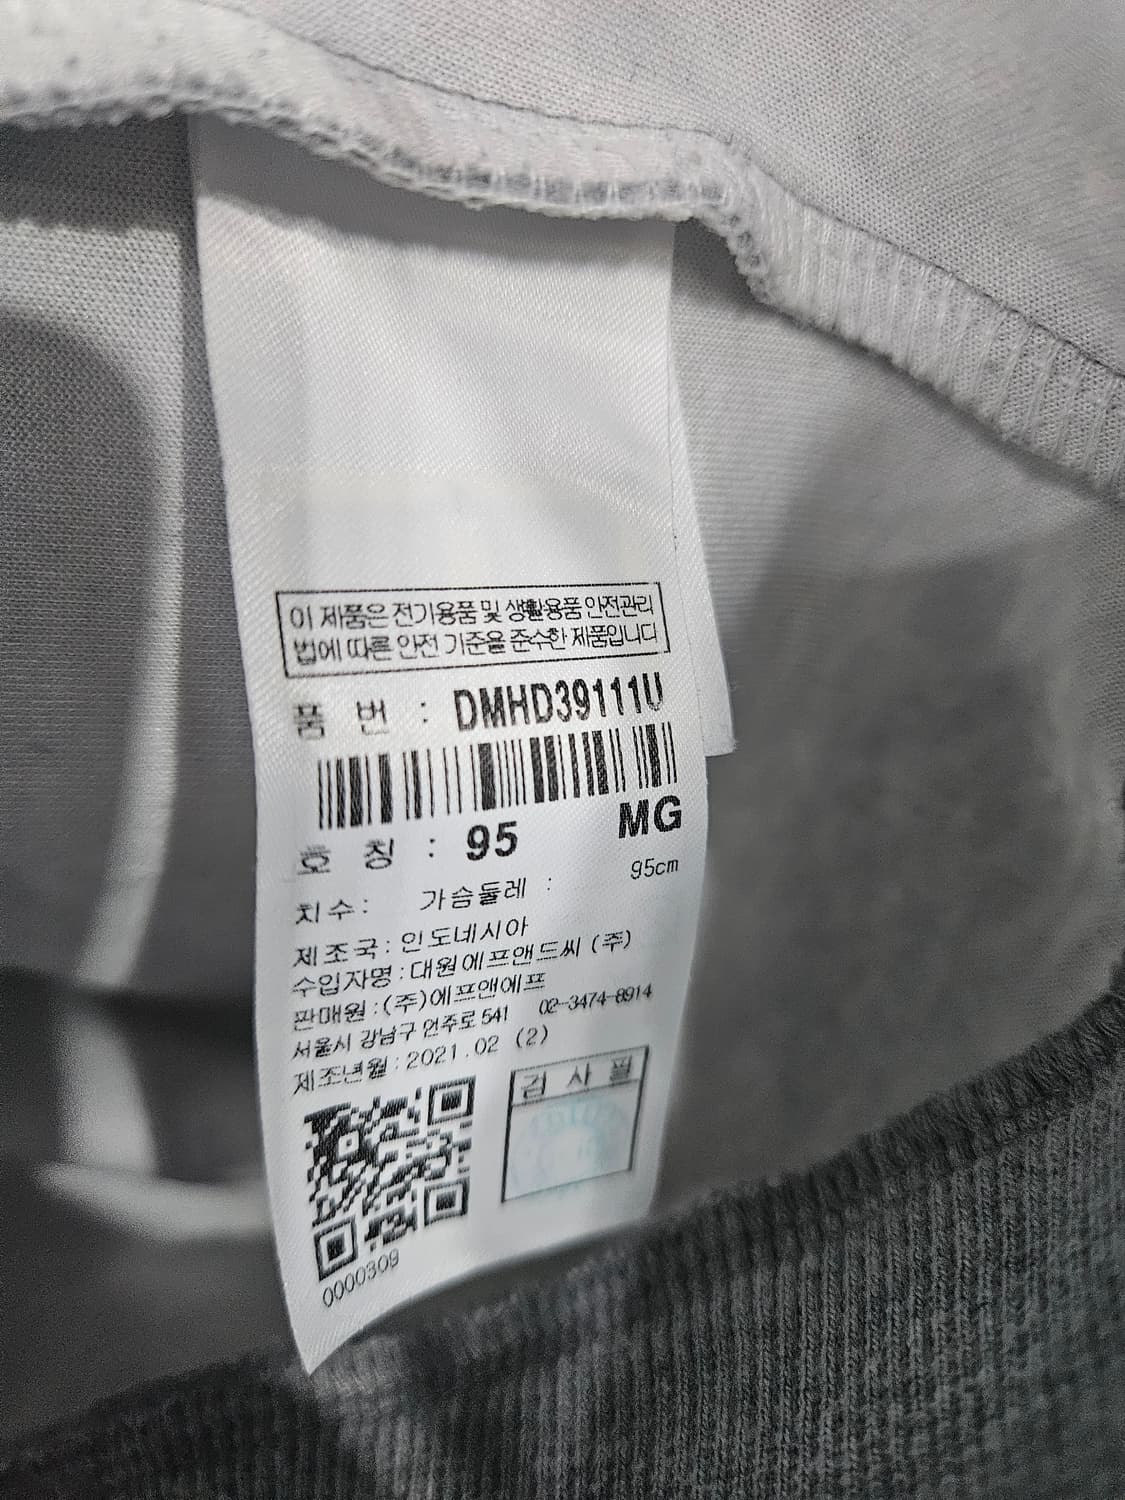 이 제품은 전기용품 및 생활용품 안전관리
법에 따른 안전 기준을 준수한 제품입니다
품 번 : DMHD39111U
호 칭 : 95 MG
치수: 가슴둘레 : 95cm
제조국: 인도네시아
수입자명:대원에프앤드씨 (주)
판매원:(주)에프앤에프
서울시 강남구 언주로 541 02-3474-8914
제조년월:2021.02 (2)
검 사 필
0000309